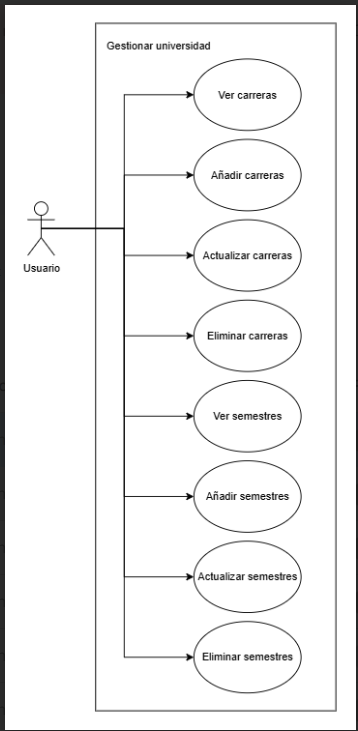 Gestionar universidad
Ver carreras
Añadir carreras
Usuario
Actualizar carreras
Eliminar carreras
Ver semestres
Añadir semestres
Actualizar semestres
Eliminar semestres